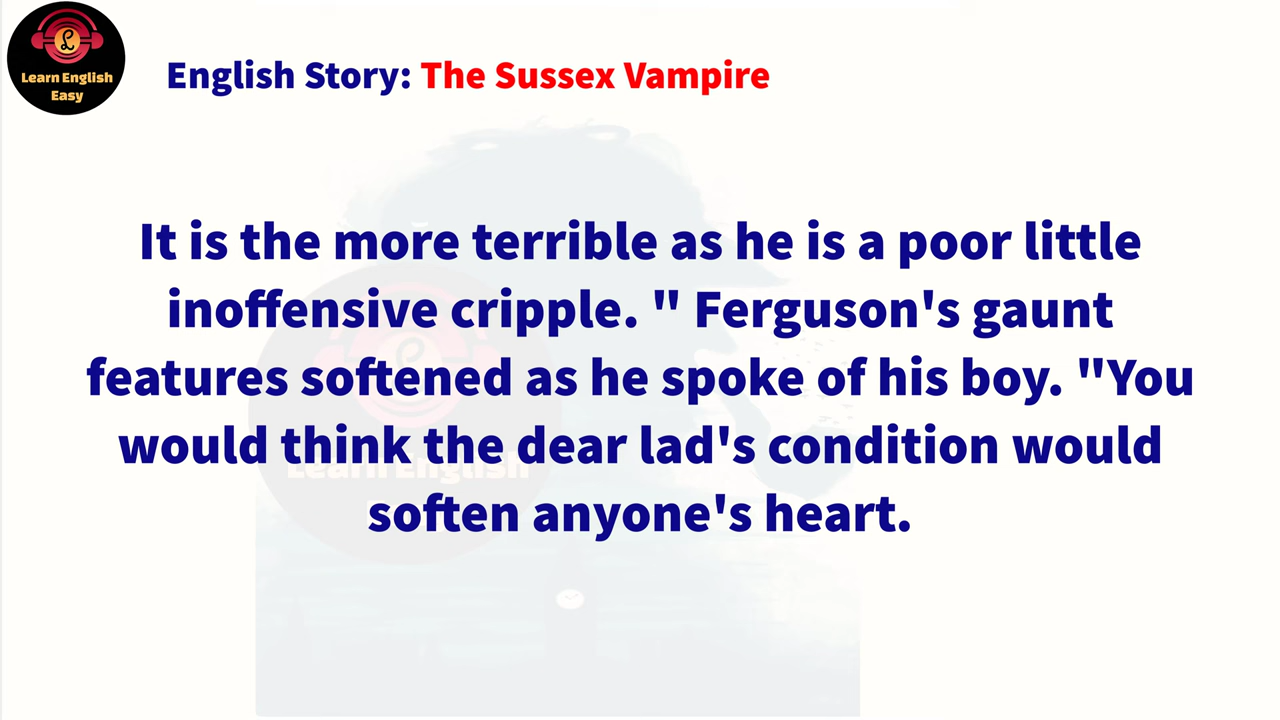 Learn English
Easy
English Story: The Sussex Vampire
It is the more terrible as he is a poor little
inoffensive cripple. " Ferguson's gaunt
features softened as he spoke of his boy. "You
would think the dear lad's condition would
soften anyone's heart.
Learn English